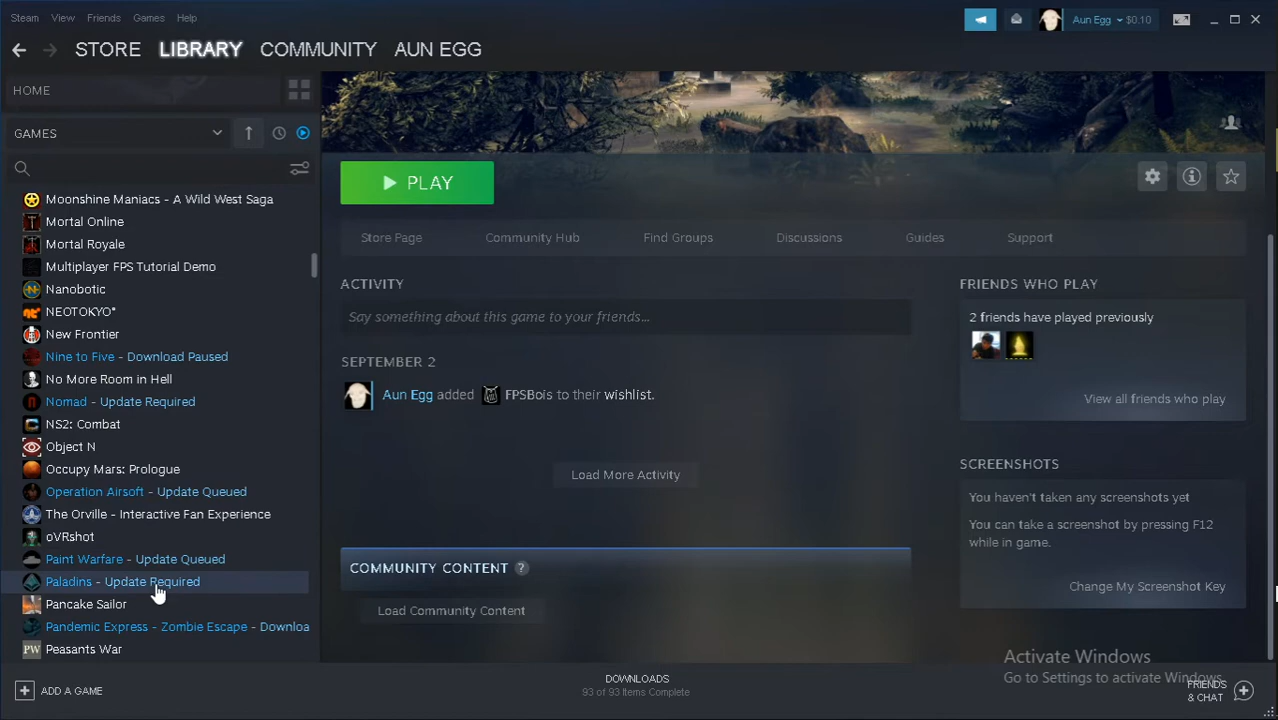 Steam View Friends Games Help
Aun Egg $0.10
STORE LIBRARY COMMUNITY AUN EGG
HOME
GAMES
Moonshine Maniacs - A Wild West Saga
Mortal Online
Mortal Royale
Multiplayer FPS Tutorial Demo
Nanobotic
NEOTOKYO°
New Frontier
Nine to Five - Download Paused
No More Room in Hell
Nomad - Update Required
NS2: Combat
Object N
Occupy Mars: Prologue
Operation Airsoft - Update Queued
The Orville - Interactive Fan Experience
oVRshot
Paint Warfare - Update Queued
Paladins - Update Required
Pancake Sailor
Pandemic Express - Zombie Escape - Downloa
PW Peasants War
PLAY
Store Page Community Hub Find Groups Discussions Guides Support
ACTIVITY
Say something about this game to your friends...
SEPTEMBER 2
Aun Egg added FPSBois to their wishlist.
Load More Activity
COMMUNITY CONTENT ?
Load Community Content
FRIENDS WHO PLAY
2 friends have played previously
View all friends who play
SCREENSHOTS
You haven't taken any screenshots yet
You can take a screenshot by pressing F12
while in game.
Change My Screenshot Key
Activate Windows
Go to Settings to activate Windows.
ADD A GAME
DOWNLOADS
93 of 93 Items Complete
FRIENDS
& CHAT